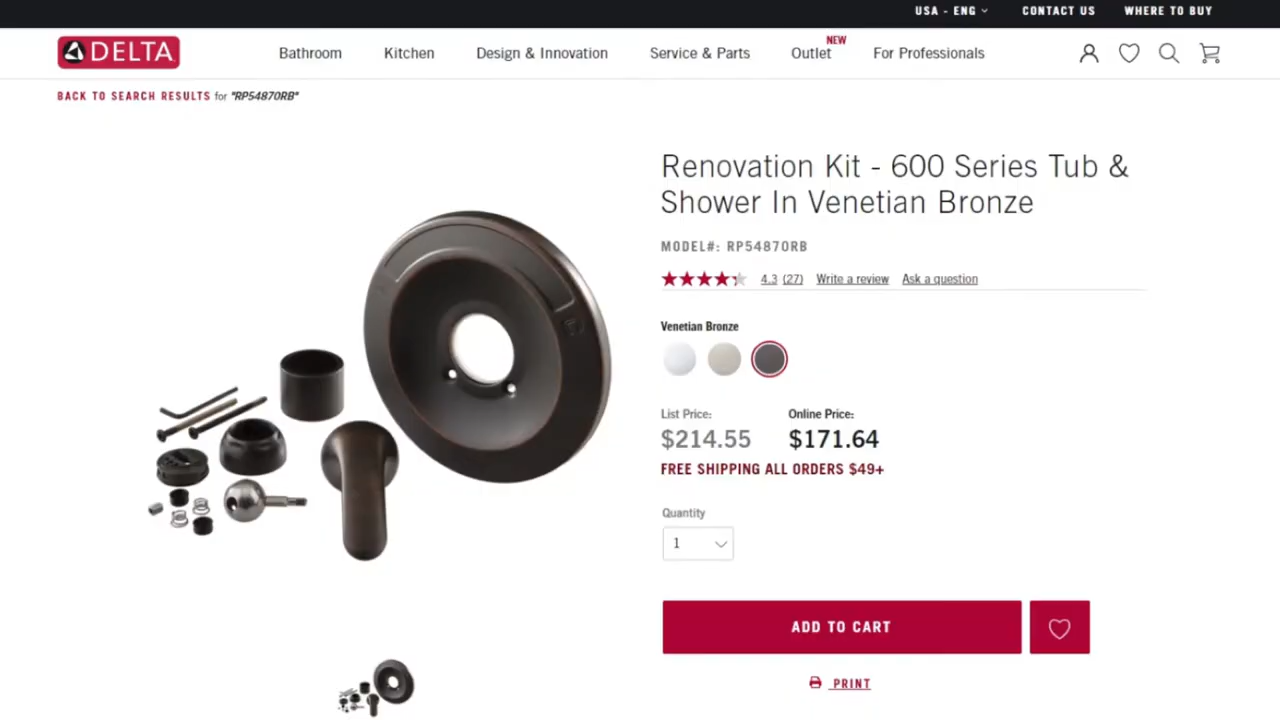 USA - ENG CONTACT US WHERE TO BUY
DELTA Bathroom Kitchen Design & Innovation Service & Parts Outlet NEW For Professionals
BACK TO SEARCH RESULTS for "RP54870RB"
Renovation Kit - 600 Series Tub &
Shower In Venetian Bronze
MODEL#: RP54870RB
4.3 (27) Write a review Ask a question
Venetian Bronze
List Price: Online Price:
$214.55 $171.64
FREE SHIPPING ALL ORDERS $49+
Quantity
1
ADD TO CART
PRINT